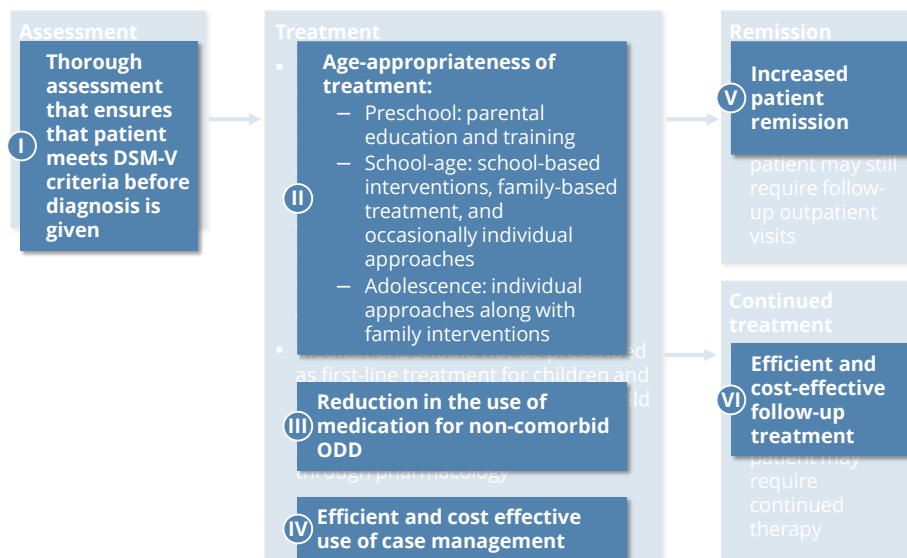 Assessment
I
Thorough
assessment
that ensures
that patient
meets DSM-V
criteria before
diagnosis is
given
Treatment
II
Age-appropriateness of
treatment:
– Preschool: parental
education and training
– School-age: school-based
interventions, family-based
treatment, and
occasionally individual
approaches
– Adolescence: individual
approaches along with
family interventions
as first-line treatment for children and
III
Reduction in the use of
medication for non-comorbid
ODD
through pharmacology
IV
Efficient and cost effective
use of case management
Remission
V
Increased
patient
remission
patient may still
require follow-
up outpatient
visits
Continued
treatment
VI
Efficient and
cost-effective
follow-up
treatment
patient may
require
continued
therapy